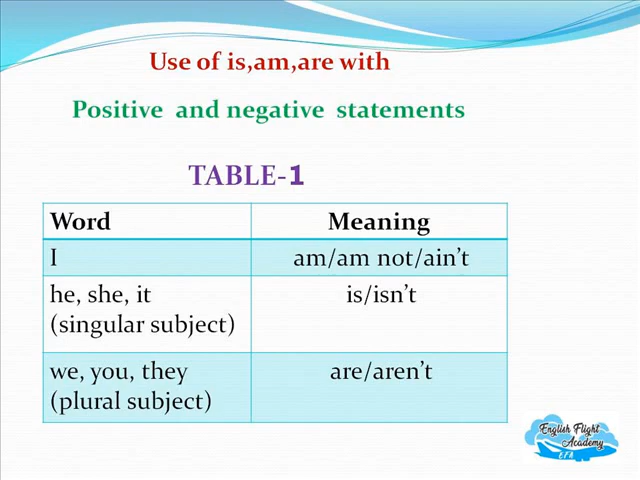 Use of is,am,are with
Positive and negative statements
TABLE-1
Word Meaning
I am/am not/ain't
he, she, it is/isn't
(singular subject)
we, you, they are/aren't
(plural subject)
English Flight
Academy
EFA